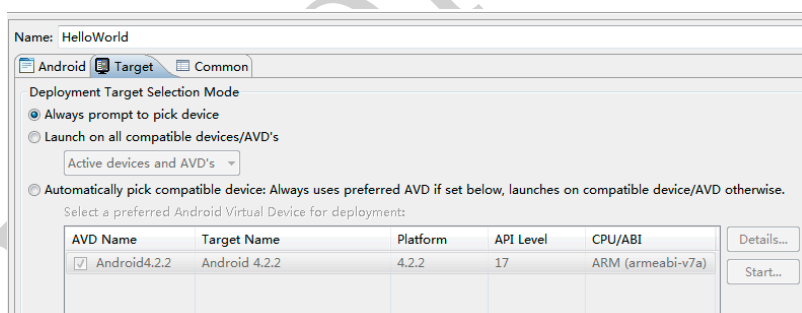 Name: HelloWorld
Android Target Common
Deployment Target Selection Mode
Always prompt to pick device
Launch on all compatible devices/AVD's
Active devices and AVD's
Automatically pick compatible device: Always uses preferred AVD if set below, launches on compatible device/AVD otherwise.
Select a preferred Android Virtual Device for deployment:
AVD Name Target Name Platform API Level CPU/ABI Details...
Android4.2.2 Android 4.2.2 4.2.2 17 ARM (armeabi-v7a)
Start...